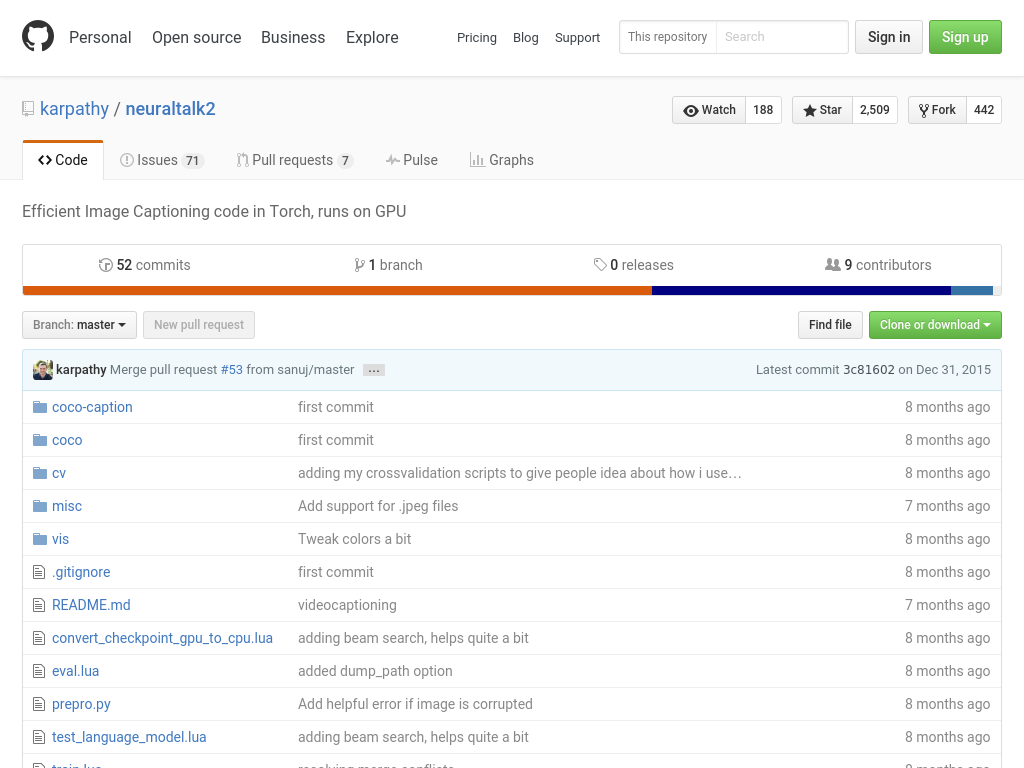 Personal Open source Business Explore Pricing Blog Support This repository Search Sign in Sign up
karpathy / neuraltalk2 Watch 188 Star 2,509 Fork 442
Code Issues 71 Pull requests 7 Pulse Graphs
Efficient Image Captioning code in Torch, runs on GPU
52 commits 1 branch 0 releases 9 contributors
Branch: master New pull request Find file Clone or download
karpathy Merge pull request #53 from sanuj/master … Latest commit 3c81602 on Dec 31, 2015
coco-caption first commit 8 months ago
coco first commit 8 months ago
cv adding my crossvalidation scripts to give people idea about how i use… 8 months ago
misc Add support for .jpeg files 7 months ago
vis Tweak colors a bit 8 months ago
.gitignore first commit 8 months ago
README.md videocaptioning 7 months ago
convert_checkpoint_gpu_to_cpu.lua adding beam search, helps quite a bit 8 months ago
eval.lua added dump_path option 8 months ago
prepro.py Add helpful error if image is corrupted 8 months ago
test_language_model.lua adding beam search, helps quite a bit 8 months ago
train.lua resolving merge conflicts 8 months ago